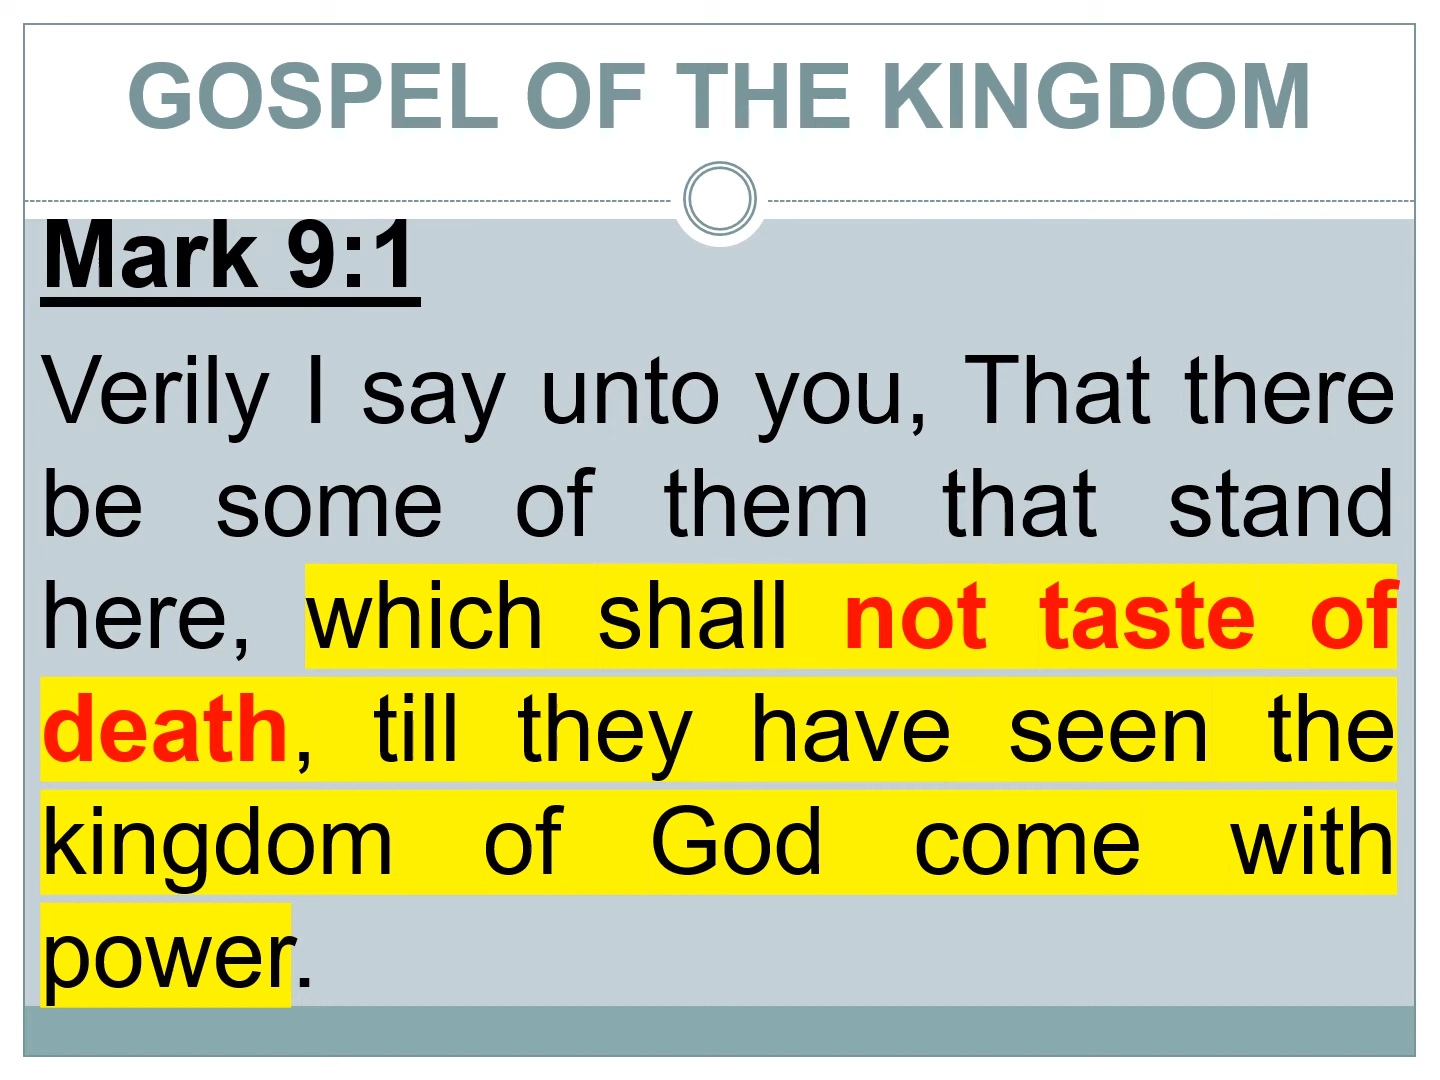 GOSPEL OF THE KINGDOM
Mark 9:1
Verily I say unto you, That there
be some of them that stand
here, which shall not taste of
death, till they have seen the
kingdom of God come with
power.